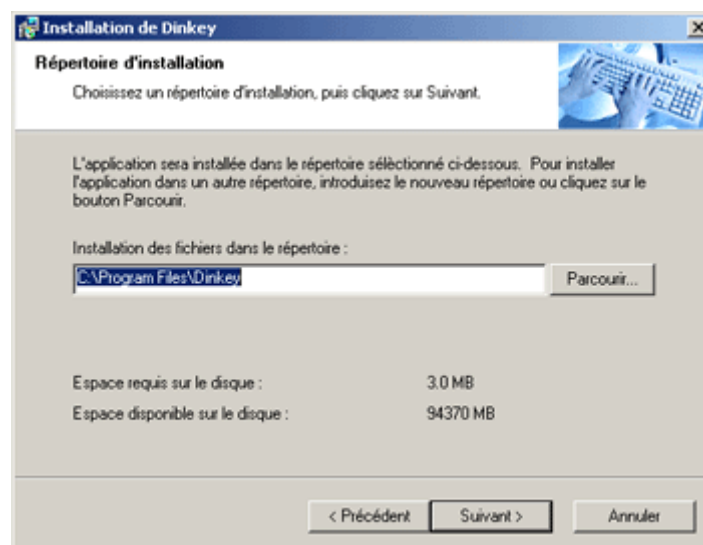 Installation de Dinkey
Répertoire d'installation
Choisissez un répertoire d'installation, puis cliquez sur Suivant.
L'application sera installée dans le répertoire sélèctionné ci-dessous. Pour installer
l'application dans un autre répertoire, introduisez le nouveau répertoire ou cliquez sur le
bouton Parcourir.
Installation des fichiers dans le répertoire :
C:\Program Files\Dinkey
Parcourir...
Espace requis sur le disque :
3.0 MB
Espace disponible sur le disque :
94370 MB
< Précédent
Suivant >
Annuler